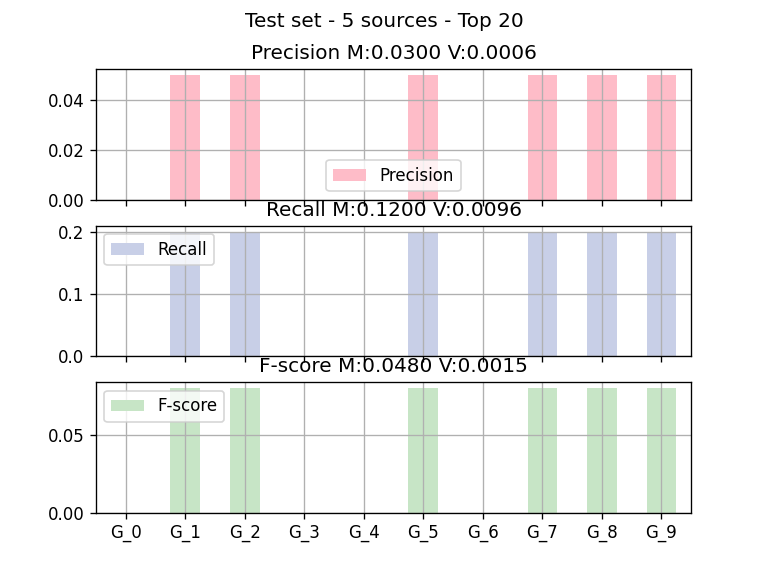 Test set - 5 sources - Top 20
Precision M:0.0300 V:0.0006
0.04
0.02
0.00
Precision
Recall M:0.1200 V:0.0096
0.2
0.1
0.0
Recall
F-score M:0.0480 V:0.0015
0.05
0.00
F-score
G_0 G_1 G_2 G_3 G_4 G_5 G_6 G_7 G_8 G_9